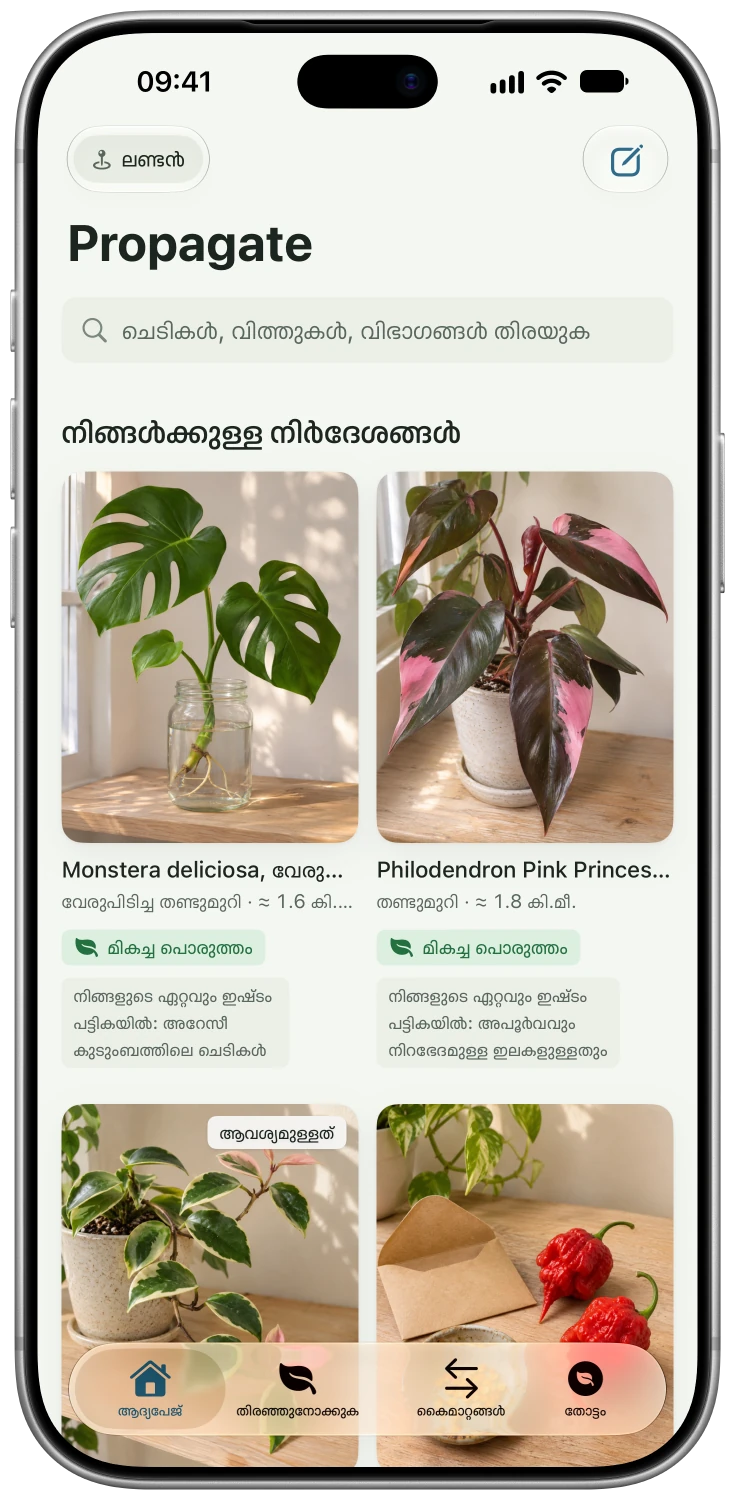 09:41
ലണ്ടൻ
Propagate
ചെടികൾ, വിത്തുകൾ, വിഭാഗങ്ങൾ തിരയുക
നിങ്ങൾക്കുള്ള നിർദേശങ്ങൾ
Monstera deliciosa, വേരു...
Philodendron Pink Princes...
വേരുപിടിച്ച തണ്ടുമുറി · ≈ 1.6 കി....
തണ്ടുമുറി · ≈ 1.8 കി.മീ.
മികച്ച പൊരുത്തം
മികച്ച പൊരുത്തം
നിങ്ങളുടെ ഏറ്റവും ഇഷ്ടം
പട്ടികയിൽ: അറേസീ
കുടുംബത്തിലെ ചെടികൾ
നിങ്ങളുടെ ഏറ്റവും ഇഷ്ടം
പട്ടികയിൽ: അപൂർവവും
നിറഭേദമുള്ള ഇലകളുള്ളതും
ആവശ്യമുള്ളത്
ആദ്യപേജ്
തിരഞ്ഞുനോക്കുക
കൈമാറ്റങ്ങൾ
തോട്ടം